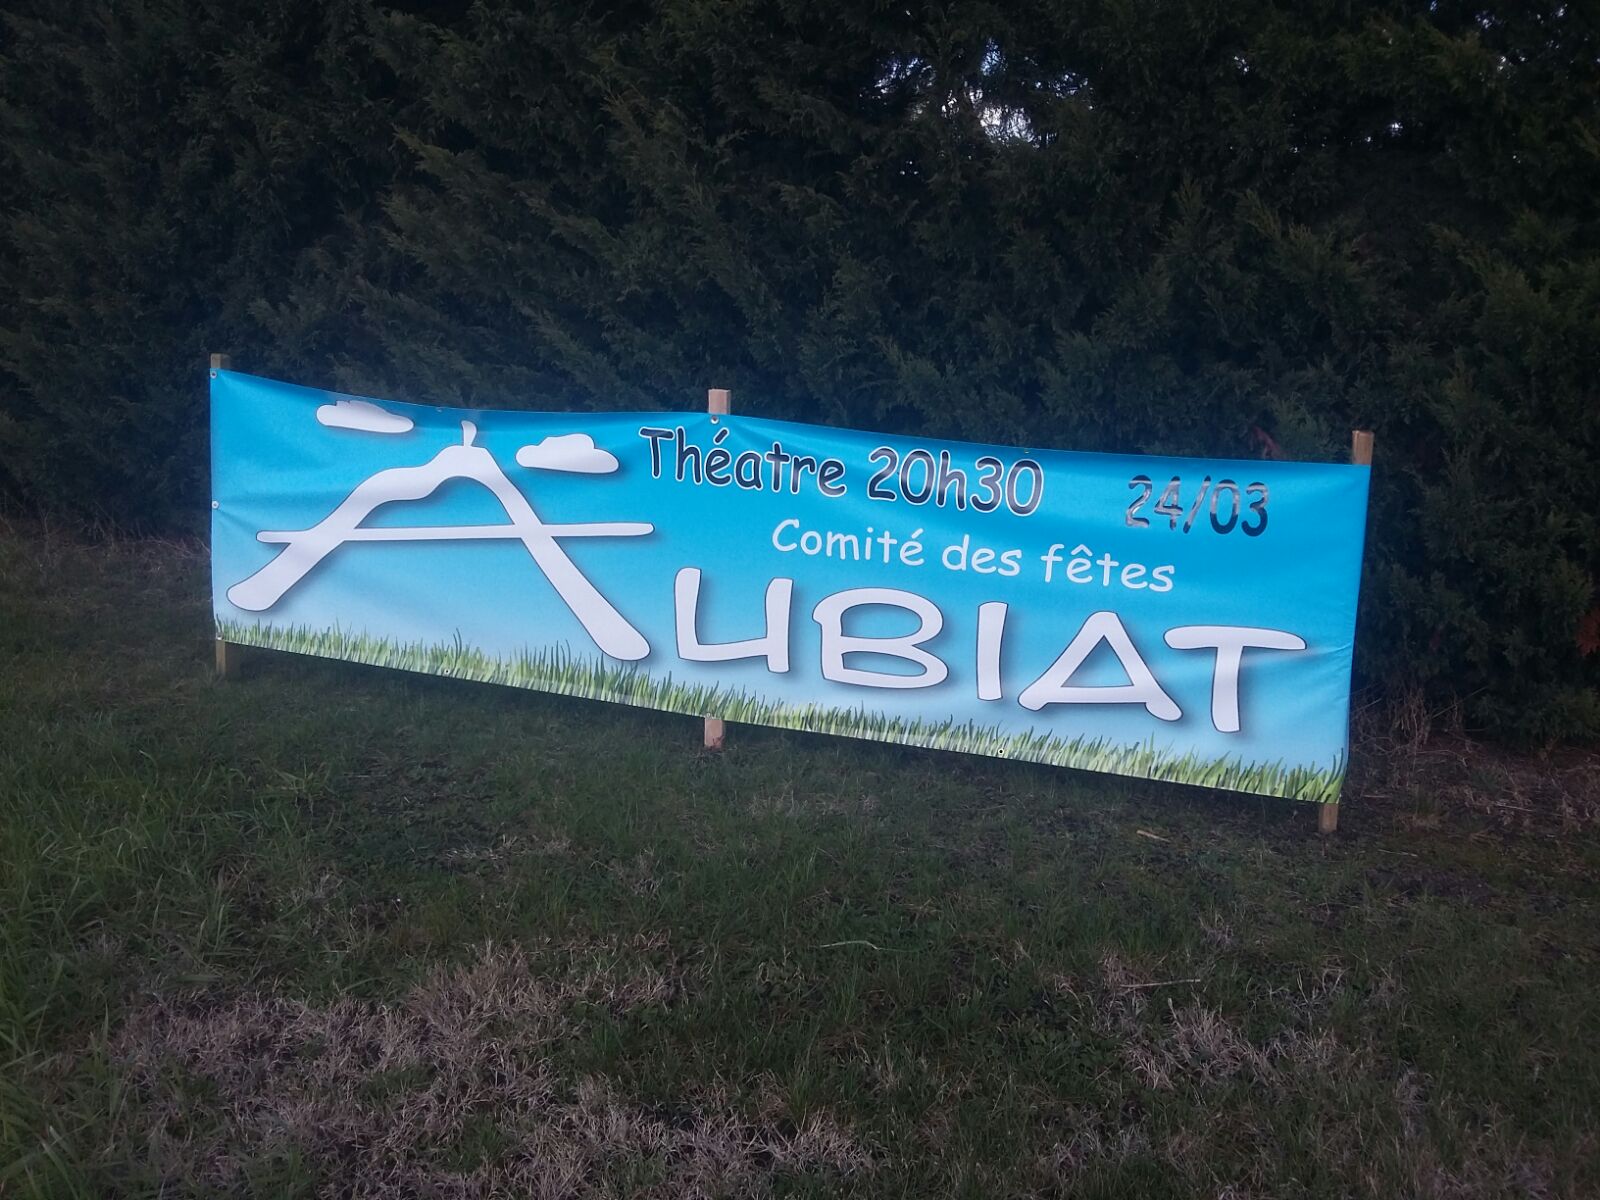 Théatre 20h30 24/03
Comité des fêtes
AUBIAT